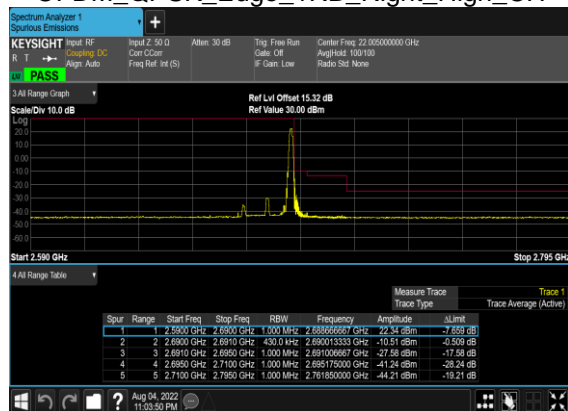 Spectrum Analyzer 1
Spurious Emissions
KEYSIGHT Input: RF Input Z: 50 Ω Atten: 30 dB Trig: Free Run Center Freq: 22.005000000 GHz
R T Coupling: DC Corr CCorr Gate: Off Avg|Hold: 100/100
Align: Auto Freq Ref: Int (S) IF Gain: Low Radio Std: None
LV PASS
3 All Range Graph
Ref Lvl Offset 15.32 dB
Scale/Div 10.0 dB Ref Value 30.00 dBm
Log
20.0
10.0
0.00
-10.0
-20.0
-30.0
-40.0
-50.0
-60.0
Start 2.590 GHz Stop 2.795 GHz
4 All Range Table
Measure Trace Trace 1
Trace Type Trace Average (Active)
Spur Range Start Freq Stop Freq RBW Frequency Amplitude ΔLimit
1 1 2.5900 GHz 2.6900 GHz 1.000 MHz 2.688666667 GHz 22.34 dBm -7.659 dB
2 2 2.6900 GHz 2.6910 GHz 430.0 kHz 2.690013333 GHz -10.51 dBm -0.509 dB
3 3 2.6910 GHz 2.6950 GHz 1.000 MHz 2.691006667 GHz -27.58 dBm -17.58 dB
4 4 2.6950 GHz 2.7100 GHz 1.000 MHz 2.695175000 GHz -41.24 dBm -28.24 dB
5 5 2.7100 GHz 2.7950 GHz 1.000 MHz 2.761850000 GHz -44.21 dBm -19.21 dB
Aug 04, 2022
11:03:50 PM